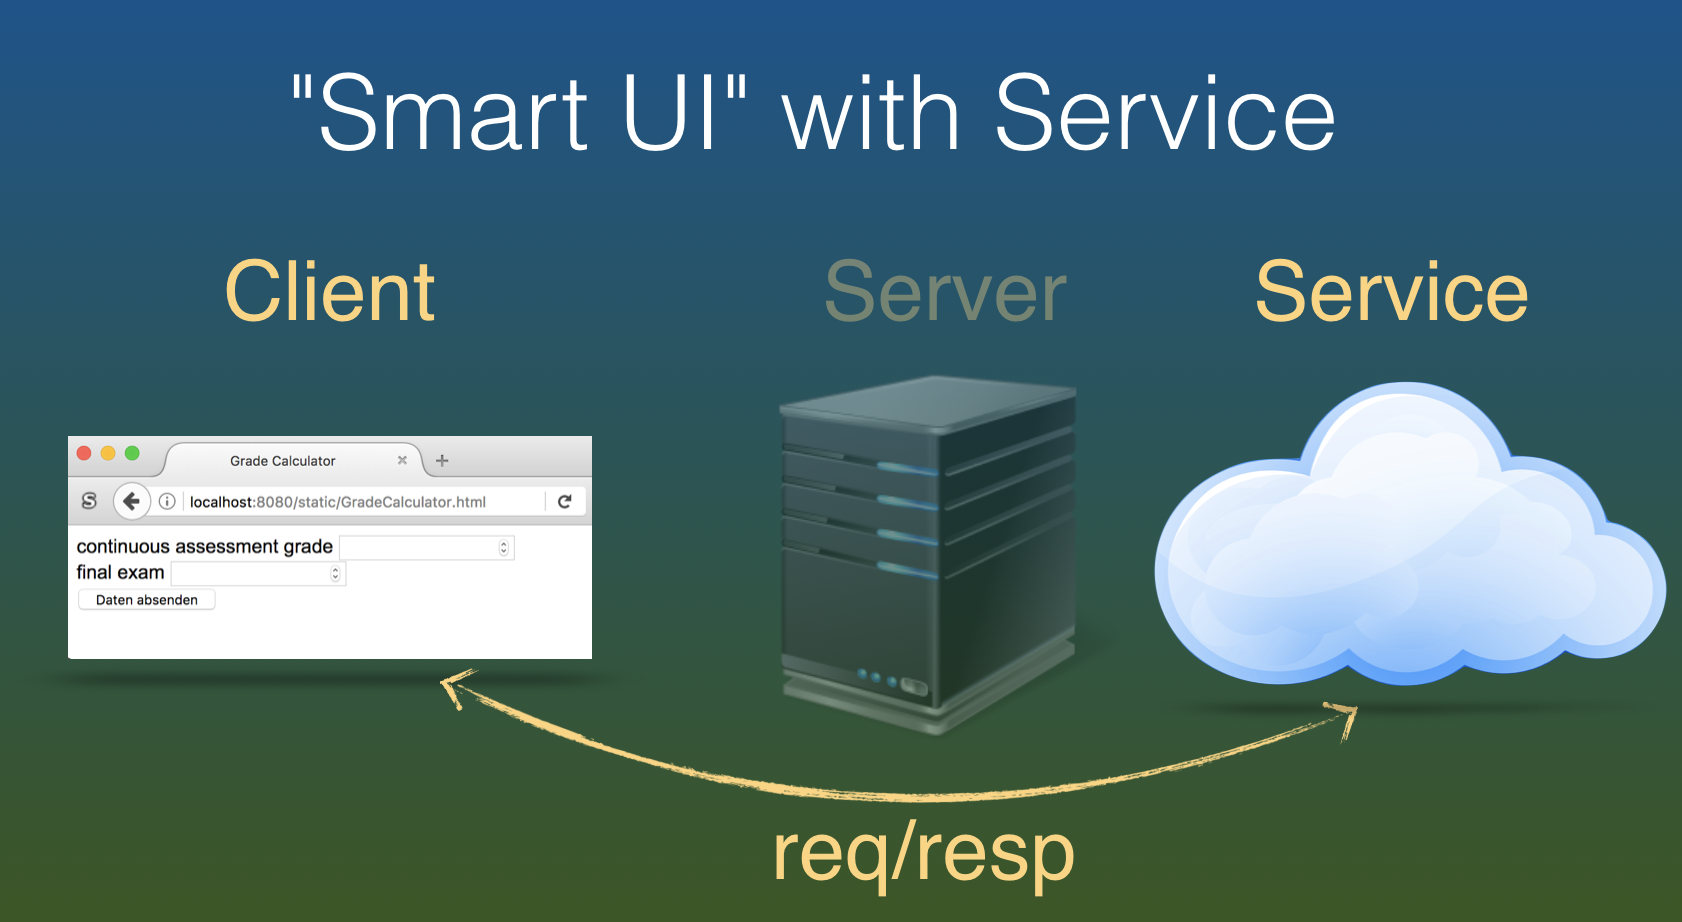 "Smart UI" with Service
Client
Server
Service
Grade Calculator
S
localhost:8080/static/GradeCalculator.html
continuous assessment grade
final exam
Daten absenden
req/resp